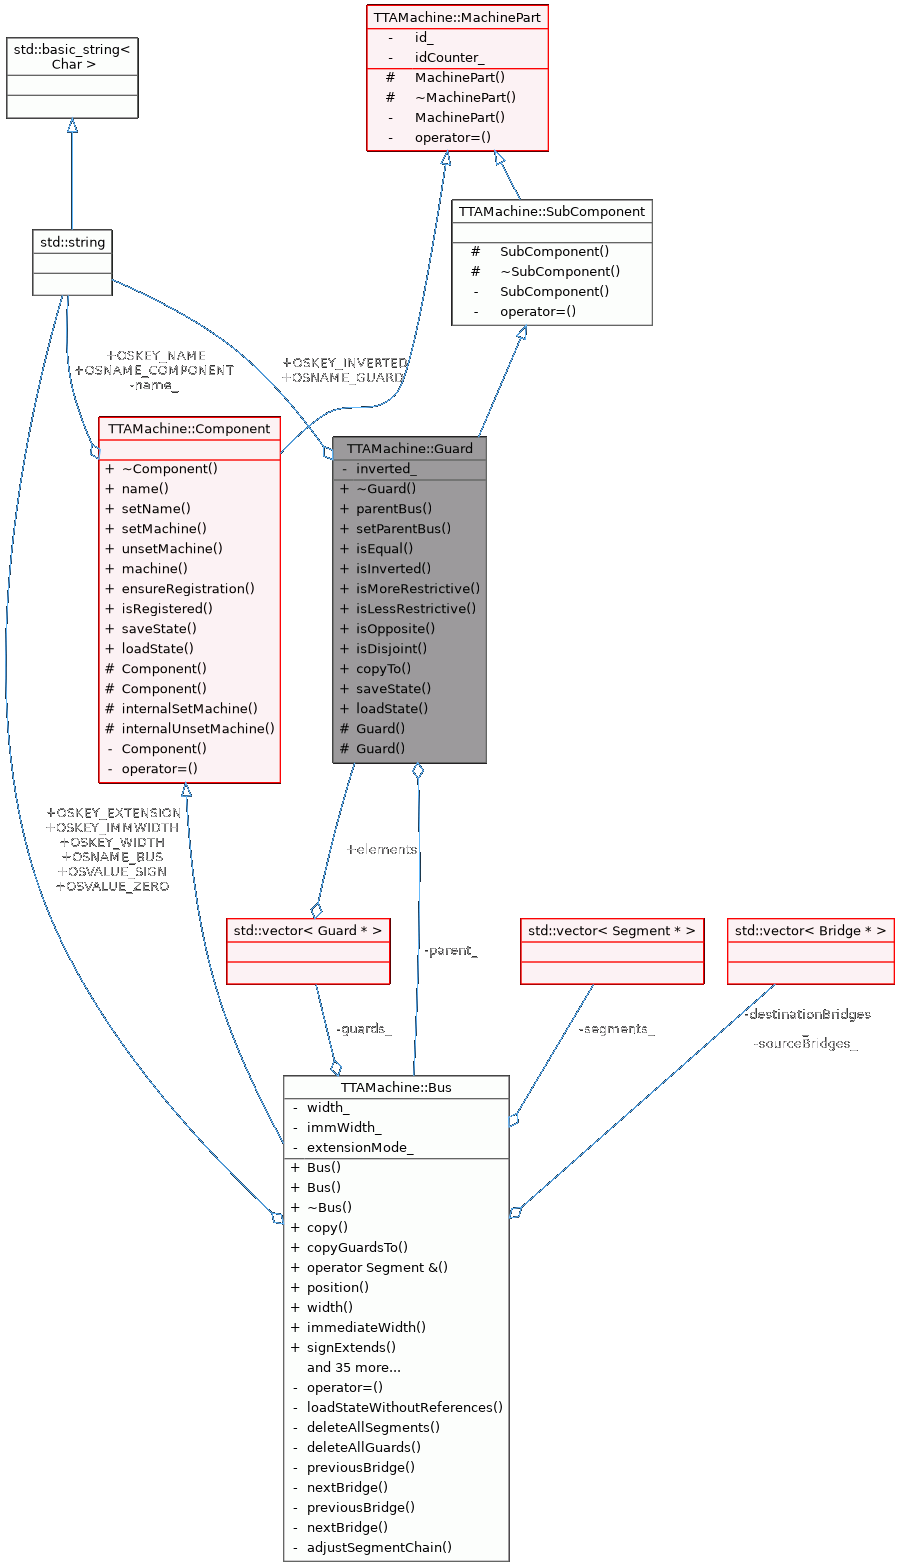 TTAMachine::MachinePart
- id_
- idCounter_
# MachinePart()
# ~MachinePart()
- MachinePart()
- operator=()
std::basic_string<
Char >
TTAMachine::SubComponent
# SubComponent()
# ~SubComponent()
- SubComponent()
- operator=()
std::string
+OSKEY_NAME
+OSNAME_COMPONENT
-name_
+OSKEY_INVERTED
+OSNAME_GUARD
TTAMachine::Component
+ ~Component()
+ name()
+ setName()
+ setMachine()
+ unsetMachine()
+ machine()
+ ensureRegistration()
+ isRegistered()
+ saveState()
+ loadState()
# Component()
# Component()
# internalSetMachine()
# internalUnsetMachine()
- Component()
- operator=()
TTAMachine::Guard
- inverted_
+ ~Guard()
+ parentBus()
+ setParentBus()
+ isEqual()
+ isInverted()
+ isMoreRestrictive()
+ isLessRestrictive()
+ isOpposite()
+ isDisjoint()
+ copyTo()
+ saveState()
+ loadState()
# Guard()
# Guard()
+OSKEY_EXTENSION
+OSKEY_IMMWIDTH
+OSKEY_WIDTH
+OSNAME_BUS
+OSVALUE_SIGN
+OSVALUE_ZERO
+elements
std::vector< Guard * >
std::vector< Segment * >
std::vector< Bridge * >
-parent_
-guards_
-segments_
-destinationBridges
_
-sourceBridges_
TTAMachine::Bus
- width_
- immWidth_
- extensionMode_
+ Bus()
+ Bus()
+ ~Bus()
+ copy()
+ copyGuardsTo()
+ operator Segment &()
+ position()
+ width()
+ immediateWidth()
+ signExtends()
and 35 more...
- operator=()
- loadStateWithoutReferences()
- deleteAllSegments()
- deleteAllGuards()
- previousBridge()
- nextBridge()
- previousBridge()
- nextBridge()
- adjustSegmentChain()